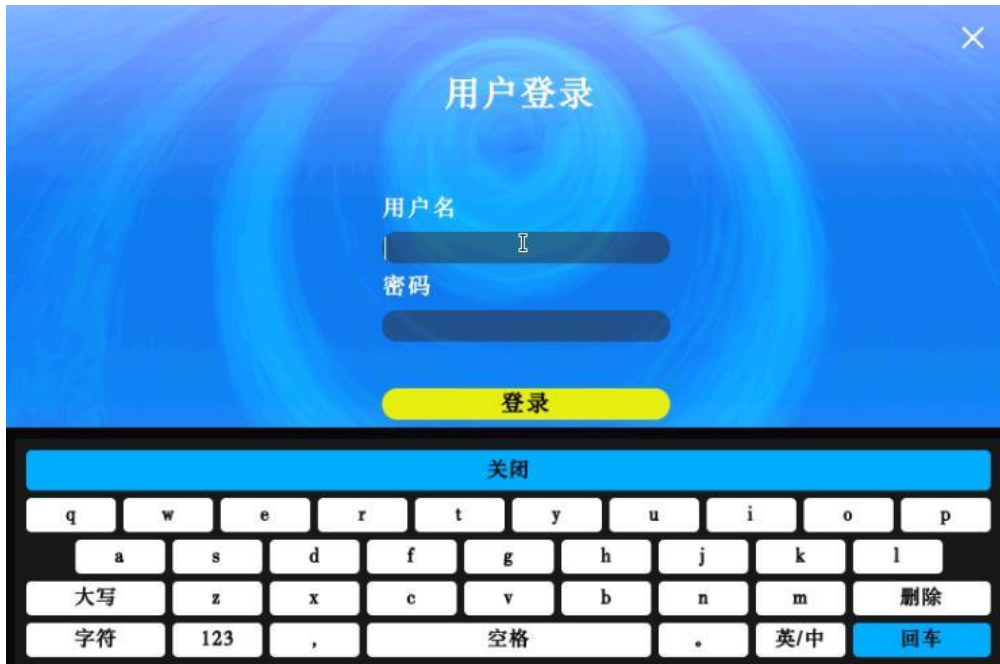 用户登录
用户名
密码
登录
关闭
q w e r t y u i o p
a s d f g h j k l
大写 z x c v b n m 删除
字符 123 , 空格 。 英/中 回车